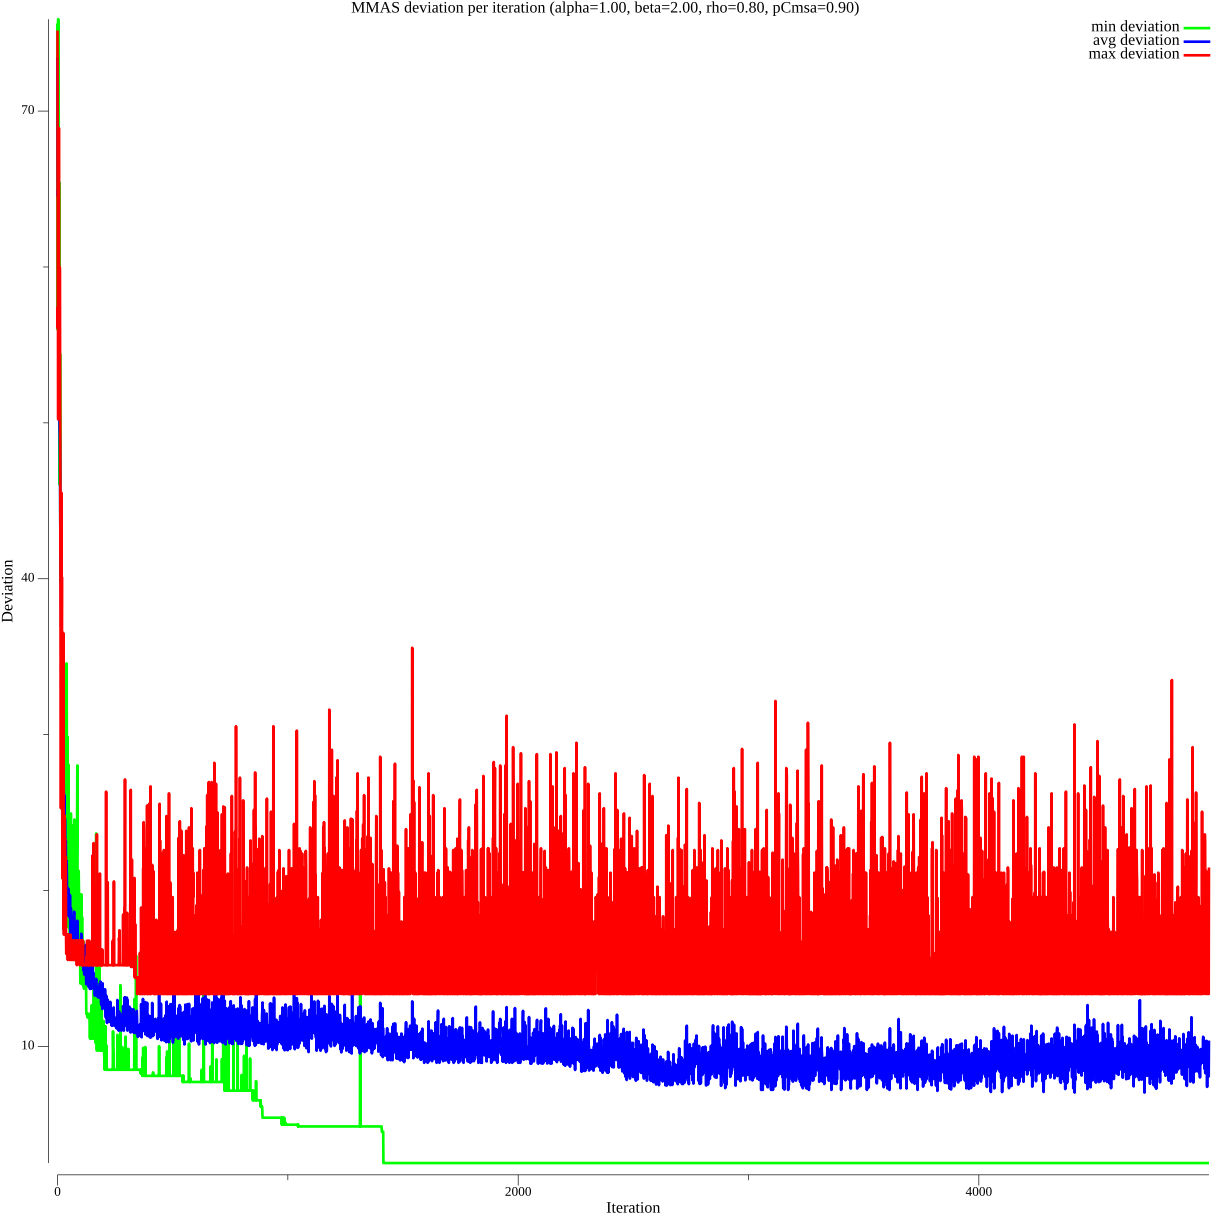 MMAS deviation per iteration (alpha=1.00, beta=2.00, rho=0.80, pCmsa=0.90)
min deviation
avg deviation
max deviation
70
40
10
Deviation
0
2000
4000
Iteration